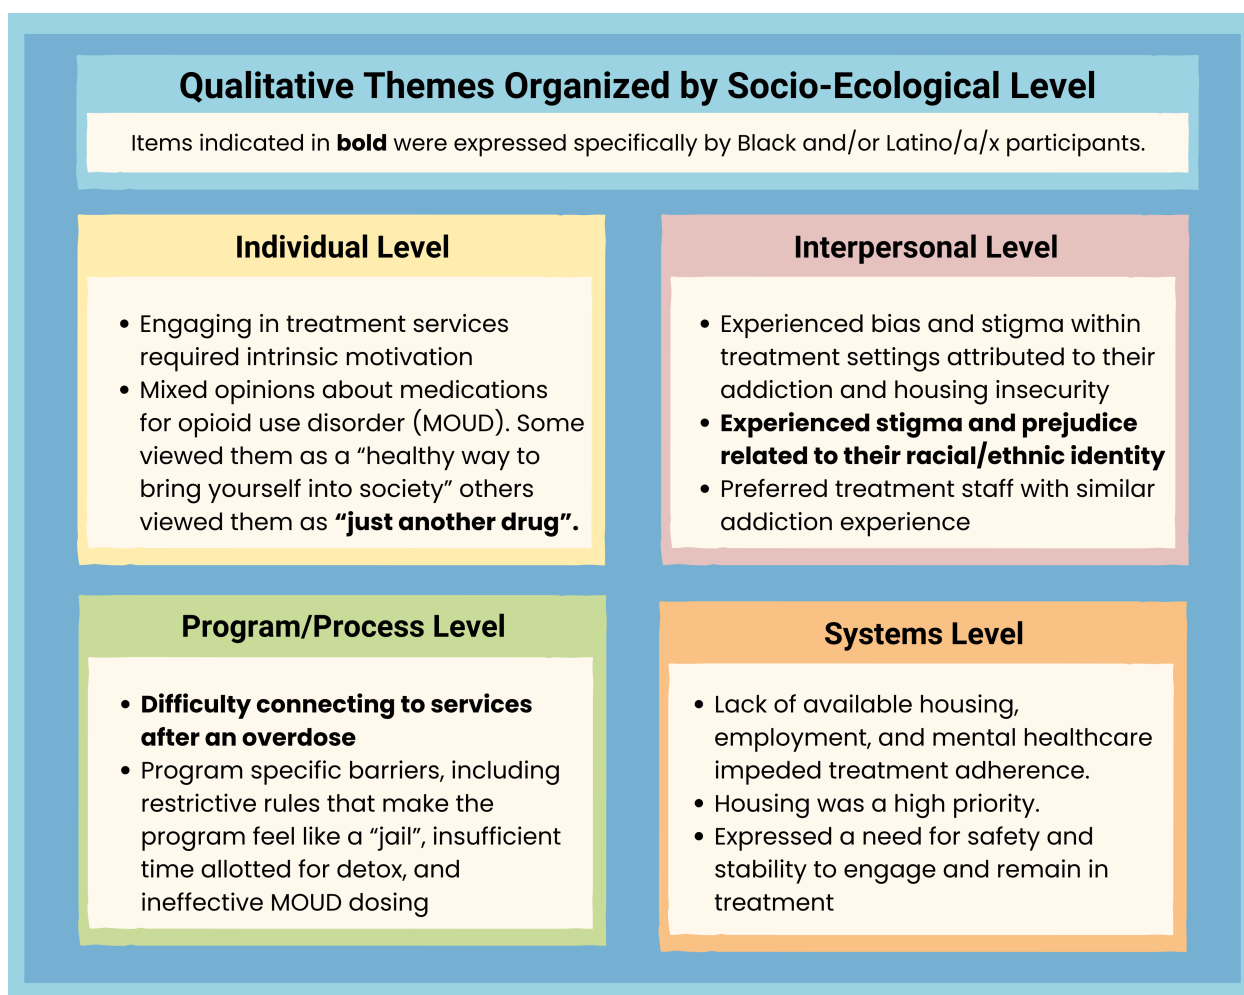 Qualitative Themes Organized by Socio-Ecological Level
Items indicated in bold were expressed specifically by Black and/or Latino/a/x participants.
Individual Level
• Engaging in treatment services
required intrinsic motivation
• Mixed opinions about medications
for opioid use disorder (MOUD). Some
viewed them as a “healthy way to
bring yourself into society” others
viewed them as “just another drug”.
Interpersonal Level
• Experienced bias and stigma within
treatment settings attributed to their
addiction and housing insecurity
• Experienced stigma and prejudice
related to their racial/ethnic identity
• Preferred treatment staff with similar
addiction experience
Program/Process Level
• Difficulty connecting to services
after an overdose
• Program specific barriers, including
restrictive rules that make the
program feel like a “jail”, insufficient
time allotted for detox, and
ineffective MOUD dosing
Systems Level
• Lack of available housing,
employment, and mental healthcare
impeded treatment adherence.
• Housing was a high priority.
• Expressed a need for safety and
stability to engage and remain in
treatment